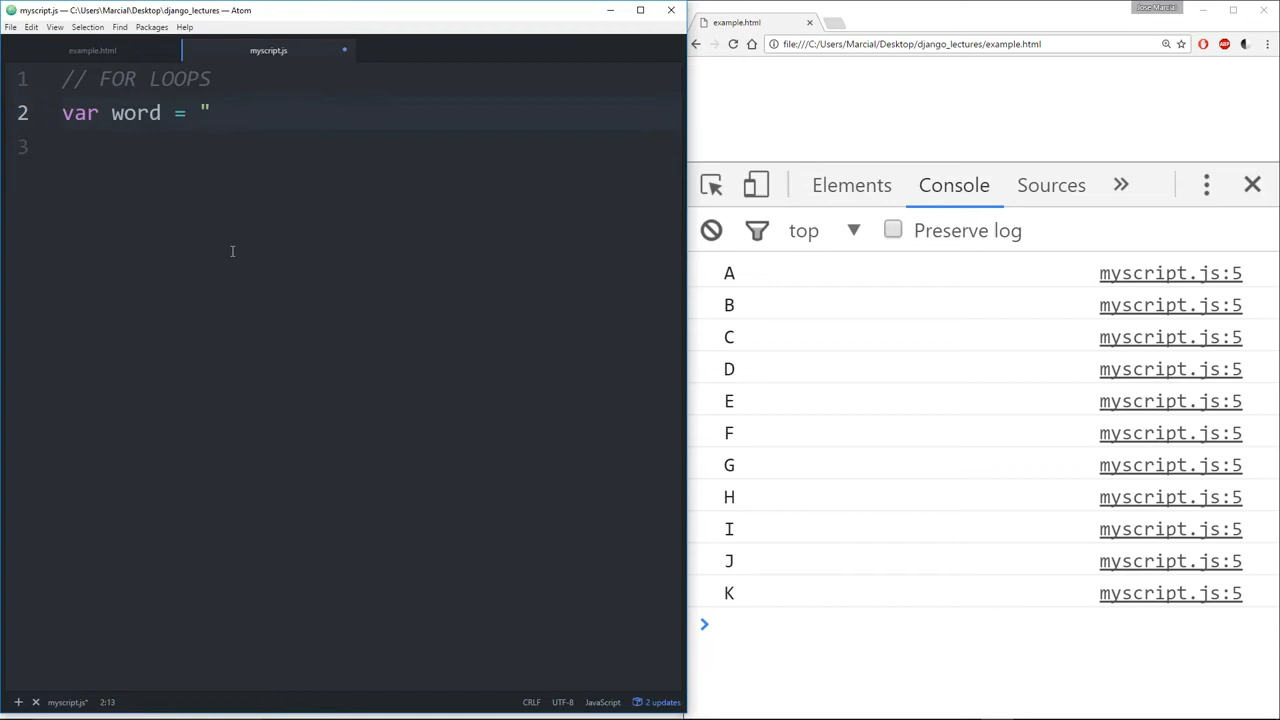 myscript.js — C:\Users\Marcial\Desktop\django_lectures — Atom
File Edit View Selection Find Packages Help
example.html myscript.js
1 // FOR LOOPS
2 var word = "
3
myscript.js* 2:13 CRLF UTF-8 JavaScript 2 updates
Jose Marcial
example.html
file:///C:/Users/Marcial/Desktop/django_lectures/example.html
ABP
Elements Console Sources
top Preserve log
A myscript.js:5
B myscript.js:5
C myscript.js:5
D myscript.js:5
E myscript.js:5
F myscript.js:5
G myscript.js:5
H myscript.js:5
I myscript.js:5
J myscript.js:5
K myscript.js:5